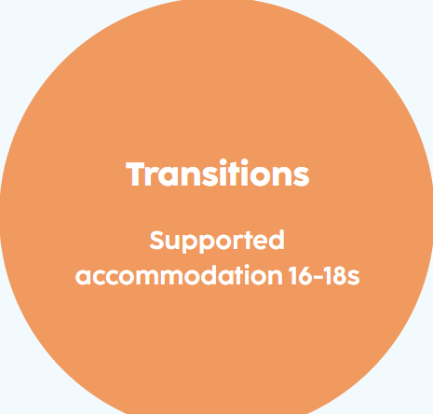 Transitions
Supported
accommodation 16-18s